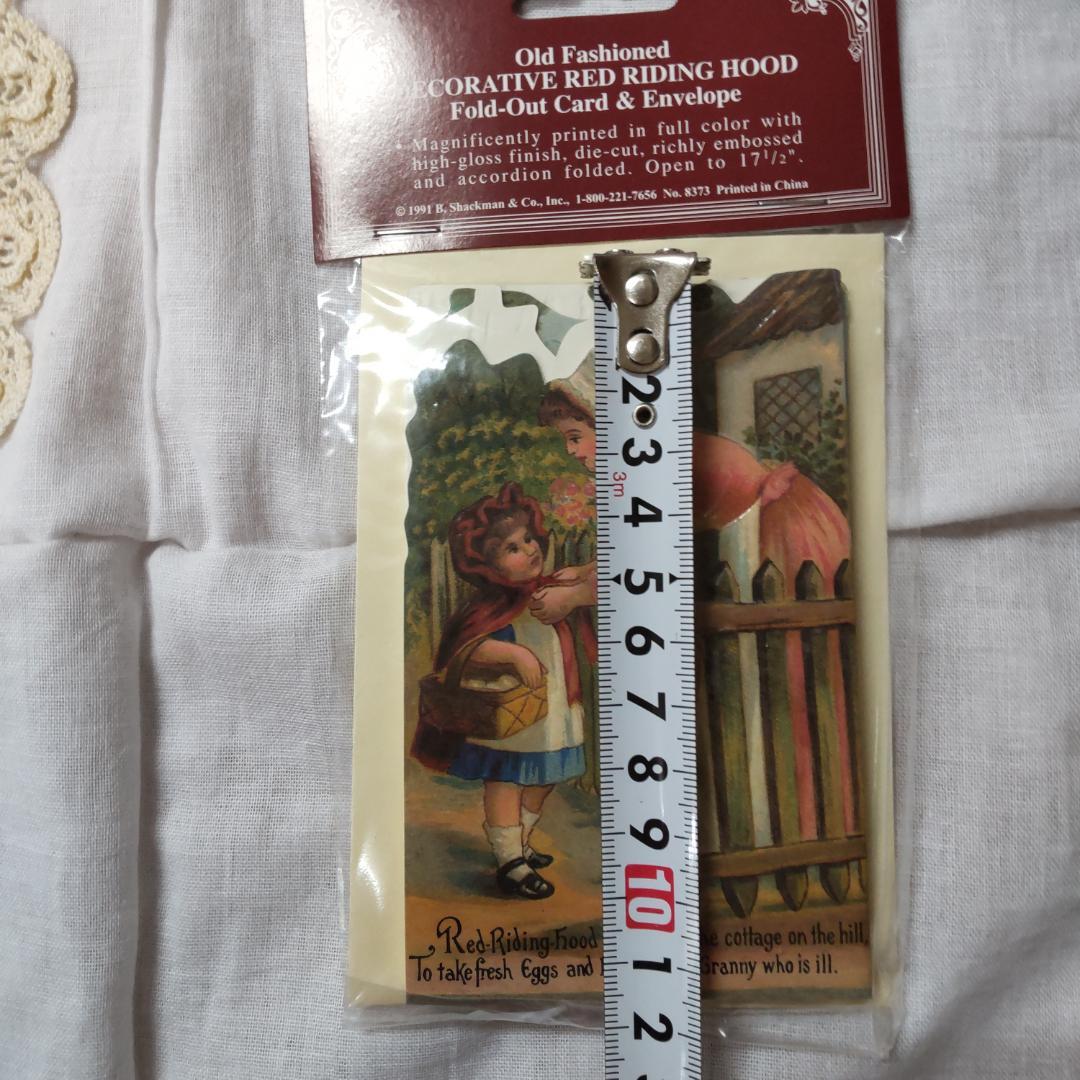 Old Fashioned
ECORATIVE RED RIDING HOOD
Fold-Out Card & Envelope
• Magnificently printed in full color with
high-gloss finish, die-cut, richly embossed
and accordion folded. Open to 17 1/2".
© 1991 B. Shackman & Co., Inc., 1-800-221-7656 No. 8373 Printed in China
2
3
3m
4
5
6
7
8
9
10
1
2
Red-Riding-hood cottage on the hill,
To take fresh Eggs and Granny who is ill.